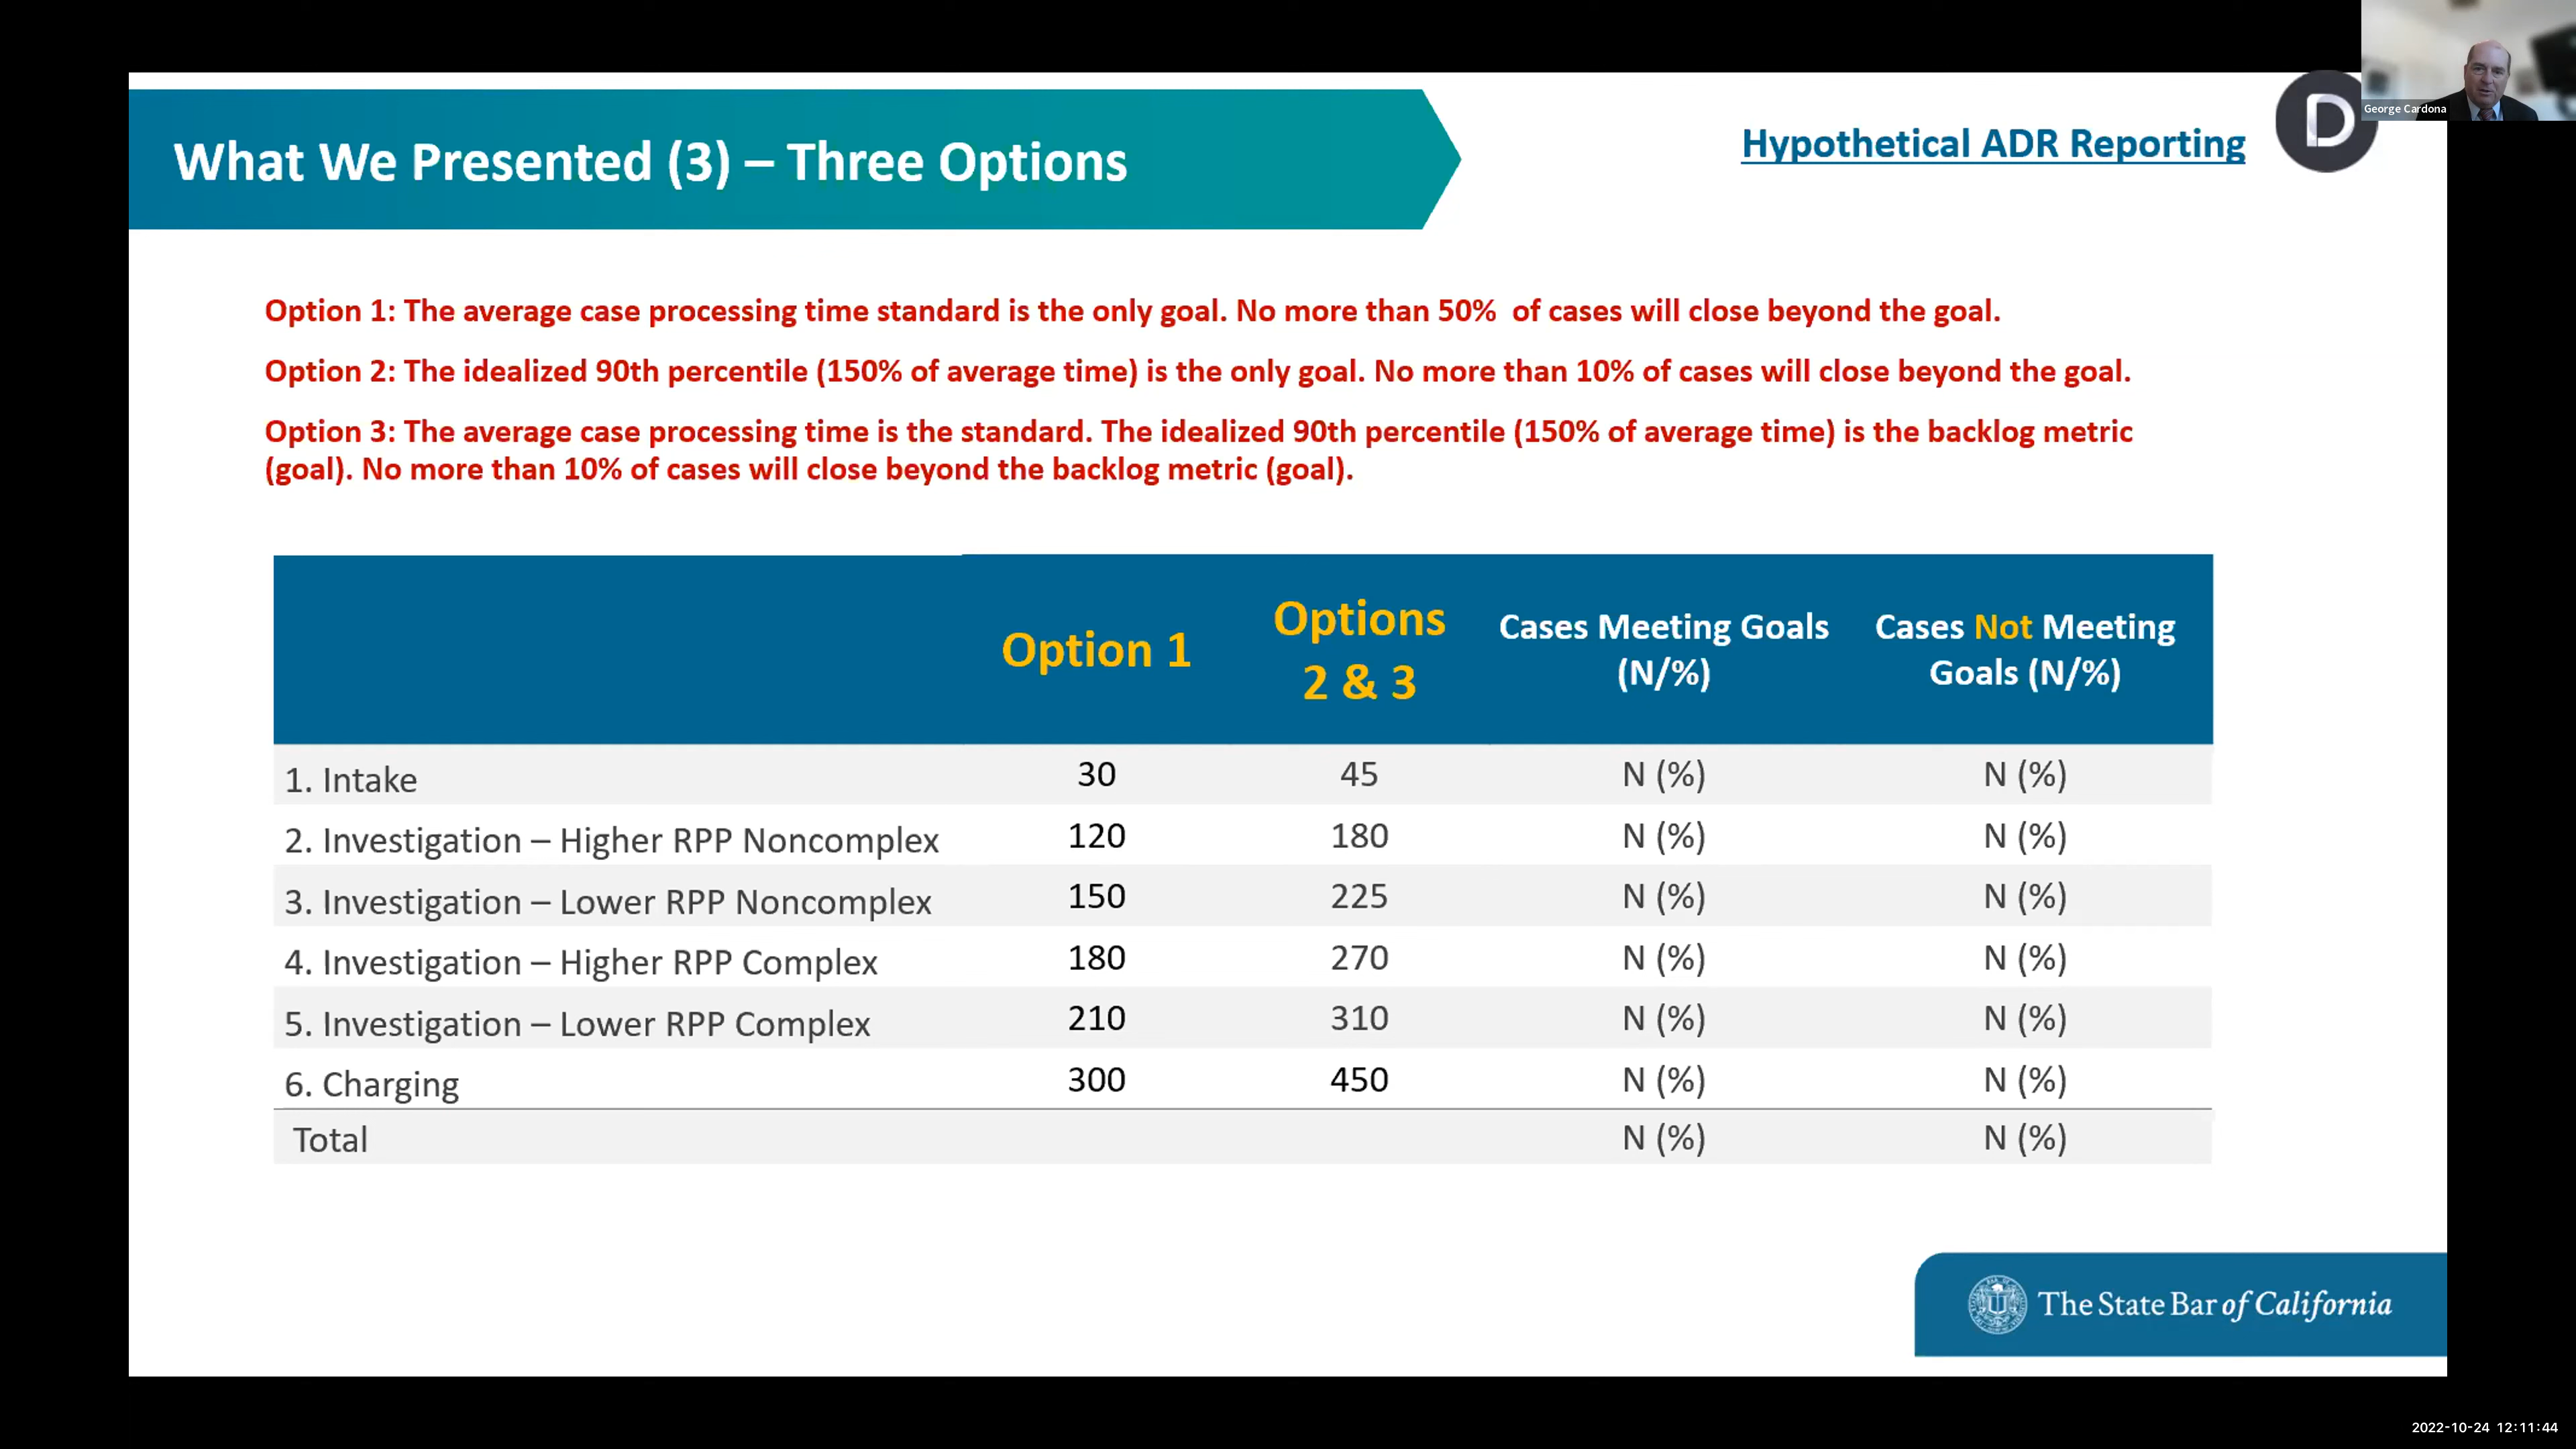 George Cardona
What We Presented (3) – Three Options
Hypothetical ADR Reporting
D
Option 1: The average case processing time standard is the only goal. No more than 50%  of cases will close beyond the goal.
Option 2: The idealized 90th percentile (150% of average time) is the only goal. No more than 10% of cases will close beyond the goal.
Option 3: The average case processing time is the standard. The idealized 90th percentile (150% of average time) is the backlog metric
(goal). No more than 10% of cases will close beyond the backlog metric (goal).
Option 1 Options 2 & 3 Cases Meeting Goals (N/%) Cases Not Meeting Goals (N/%)
1. Intake 30 45 N (%) N (%)
2. Investigation – Higher RPP Noncomplex 120 180 N (%) N (%)
3. Investigation – Lower RPP Noncomplex 150 225 N (%) N (%)
4. Investigation – Higher RPP Complex 180 270 N (%) N (%)
5. Investigation – Lower RPP Complex 210 310 N (%) N (%)
6. Charging 300 450 N (%) N (%)
Total N (%) N (%)
The State Bar of California
2022-10-24 12:11:44